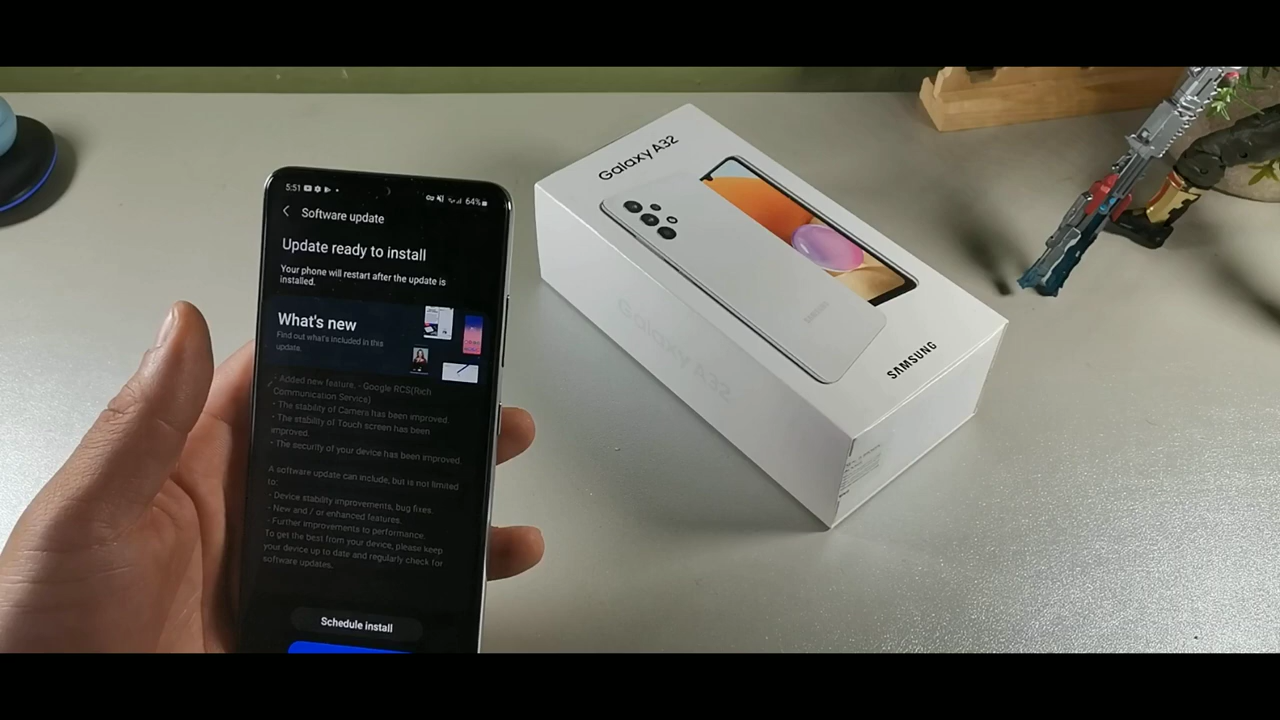 5:51
64%
Software update
Update ready to install
Your phone will restart after the update is
installed.
What's new
Find out what's included in this
update.
- Added new feature. - Google RCS(Rich
Communication Service)
- The stability of Camera has been improved.
- The stability of Touch screen has been
improved.
- The security of your device has been improved.
A software update can include, but is not limited
to:
- Device stability improvements, bug fixes.
- New and / or enhanced features.
- Further improvements to performance.
To get the best from your device, please keep
your device up to date and regularly check for
software updates.
Schedule install
Galaxy A32
SAMSUNG
SAMSUNG
Galaxy A32